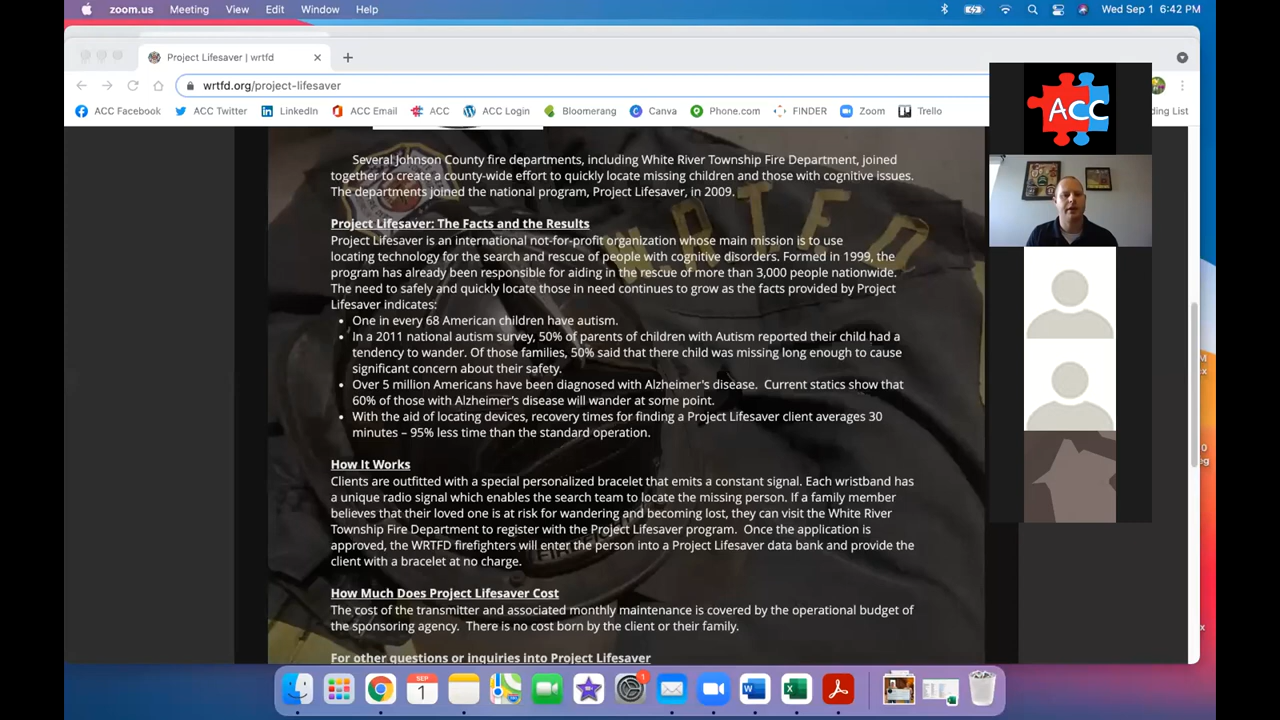 zoom.us Meeting View Edit Window Help Wed Sep 1 6:42 PM
Project Lifesaver | wrtfd
wrtfd.org/project-lifesaver
ACC Facebook ACC Twitter LinkedIn ACC Email ACC ACC Login Bloomerang Canva Phone.com FINDER Zoom Trello ding List
ACC
Several Johnson County fire departments, including White River Township Fire Department, joined
together to create a county-wide effort to quickly locate missing children and those with cognitive issues.
The departments joined the national program, Project Lifesaver, in 2009.
Project Lifesaver: The Facts and the Results
Project Lifesaver is an international not-for-profit organization whose main mission is to use
locating technology for the search and rescue of people with cognitive disorders. Formed in 1999, the
program has already been responsible for aiding in the rescue of more than 3,000 people nationwide.
The need to safely and quickly locate those in need continues to grow as the facts provided by Project
Lifesaver indicates:
• One in every 68 American children have autism.
• In a 2011 national autism survey, 50% of parents of children with Autism reported their child had a
tendency to wander. Of those families, 50% said that there child was missing long enough to cause
significant concern about their safety.
• Over 5 million Americans have been diagnosed with Alzheimer's disease. Current statics show that
60% of those with Alzheimer's disease will wander at some point.
• With the aid of locating devices, recovery times for finding a Project Lifesaver client averages 30
minutes – 95% less time than the standard operation.
How It Works
Clients are outfitted with a special personalized bracelet that emits a constant signal. Each wristband has
a unique radio signal which enables the search team to locate the missing person. If a family member
believes that their loved one is at risk for wandering and becoming lost, they can visit the White River
Township Fire Department to register with the Project Lifesaver program. Once the application is
approved, the WRTFD firefighters will enter the person into a Project Lifesaver data bank and provide the
client with a bracelet at no charge.
How Much Does Project Lifesaver Cost
The cost of the transmitter and associated monthly maintenance is covered by the operational budget of
the sponsoring agency. There is no cost born by the client or their family.
For other questions or inquiries into Project Lifesaver
WRTFD
SEP
1
1